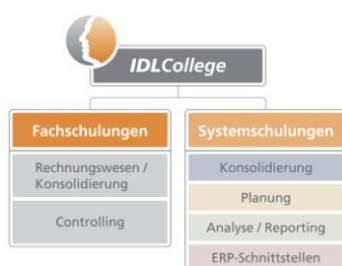 IDLCollege
Fachschulungen
Rechnungswesen /
Konsolidierung
Controlling
Systemschulungen
Konsolidierung
Planung
Analyse / Reporting
ERP-Schnittstellen